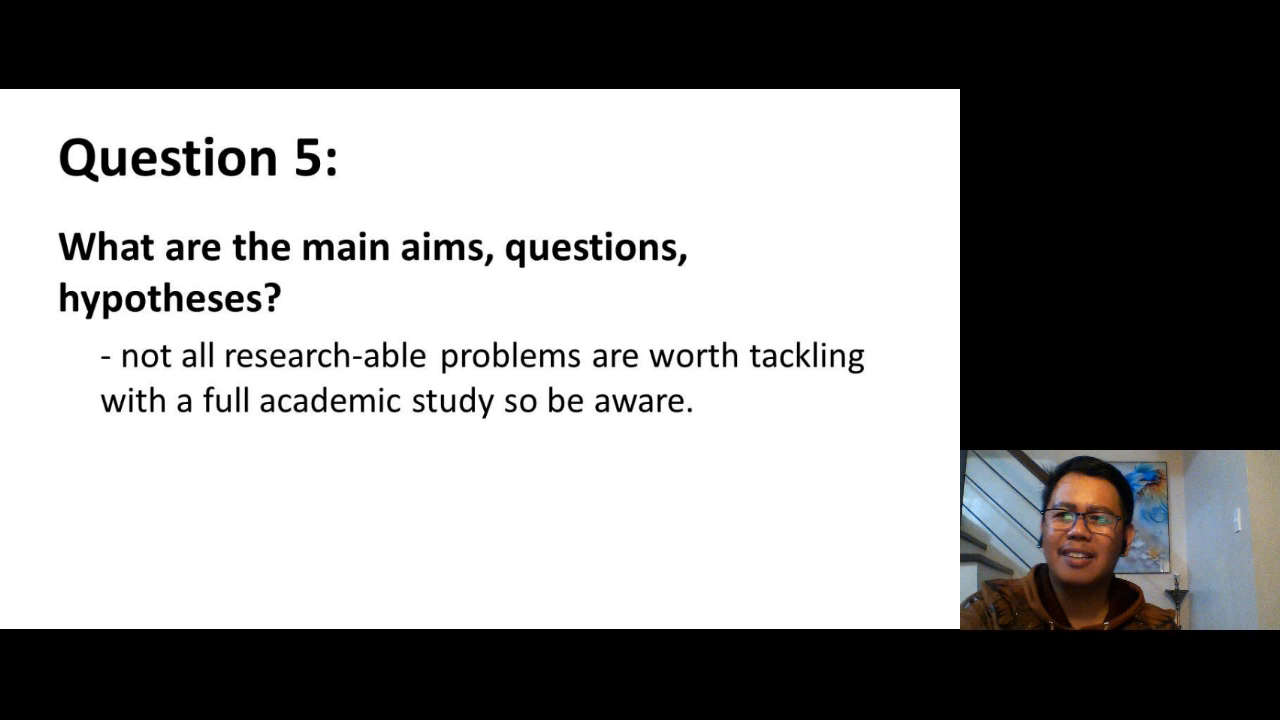 Question 5:
What are the main aims, questions,
hypotheses?
- not all research-able problems are worth tackling
with a full academic study so be aware.